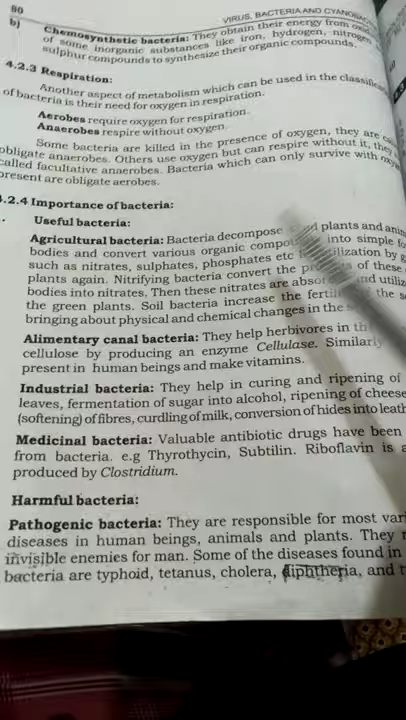 90
VIRUS, BACTERIA AND
b) Chemosynthetic bacteria: They obtain their energy from
of some inorganic substances like iron, hydrogen, nitrogen
sulphur compounds to synthesize their organic compounds.
4.2.3 Respiration:
Another aspect of metabolism which can be used in the
of bacteria is their need for oxygen in respiration.
Aerobes require oxygen for respiration.
Anaerobes respire without oxygen.
Some bacteria are killed in the presence of oxygen, they are
obligate anaerobes. Others use oxygen but can respire without it, they
called facultative anaerobes. Bacteria which can only survive with
present are obligate aerobes.
.2.4 Importance of bacteria:
Useful bacteria:
Agricultural bacteria: Bacteria decompose plants and
bodies and convert various organic into simple
such as nitrates, sulphates, phosphates etc by
plants again. Nitrifying bacteria convert the of these
bodies into nitrates. Then these nitrates are and
the green plants. Soil bacteria increase the
bringing about physical and chemical changes in the
Alimentary canal bacteria: They help herbivores in
cellulose by producing an enzyme Cellulase.
present in human beings and make vitamins.
Industrial bacteria: They help in curing and ripening of
leaves, fermentation of sugar into alcohol, ripening of cheese
(softening) of fibres, curdling of milk, conversion of hides into
Medicinal bacteria: Valuable antibiotic drugs have been
from bacteria. e.g Thyrothycin, Subtilin. Riboflavin is
produced by Clostridium.
Harmful bacteria:
Pathogenic bacteria: They are responsible for most
diseases in human beings, animals and plants. They
invisible enemies for man. Some of the diseases found in
bacteria are typhoid, tetanus, cholera, diphtheria, and